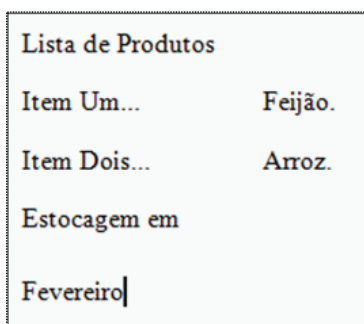 Lista de Produtos
Item Um... Feijão.
Item Dois... Arroz.
Estocagem em
Fevereiro